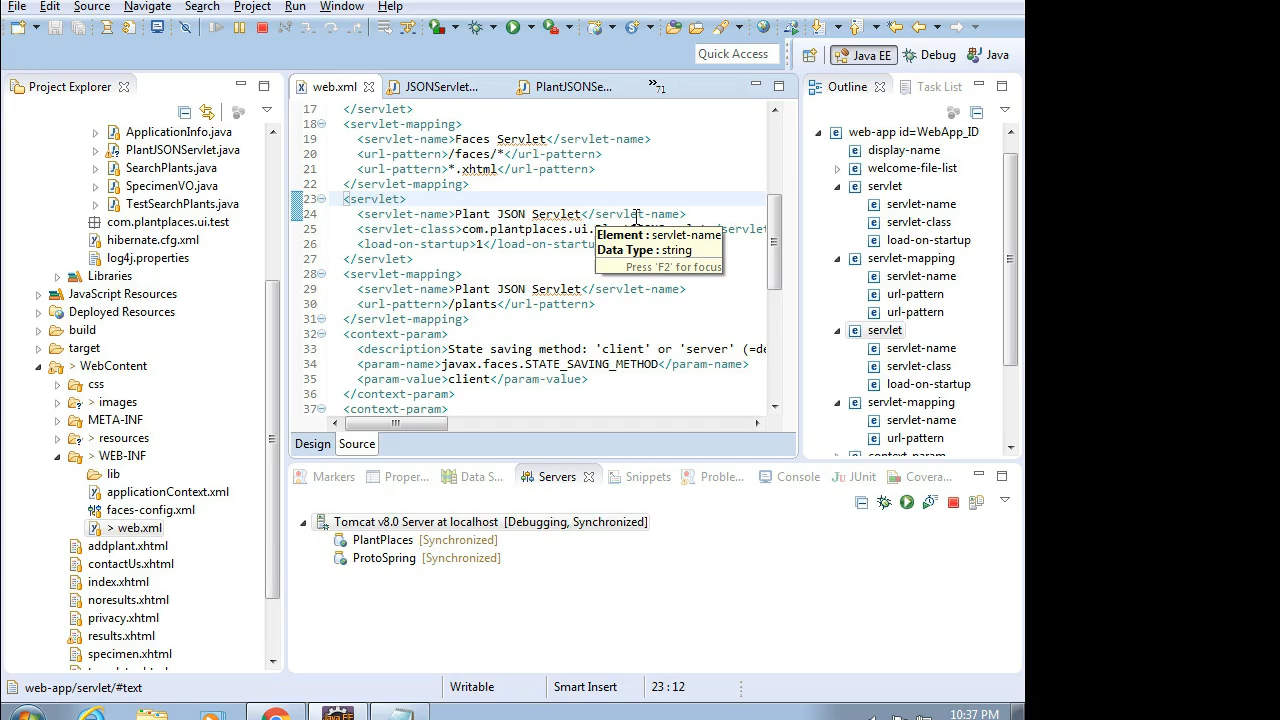 File Edit Source Navigate Search Project Run Window Help
Quick Access
Java EE Debug Java
Project Explorer
ApplicationInfo.java
PlantJSONServlet.java
SearchPlants.java
SpecimenVO.java
TestSearchPlants.java
com.plantplaces.ui.test
hibernate.cfg.xml
log4j.properties
Libraries
JavaScript Resources
Deployed Resources
build
target
> WebContent
css
> images
META-INF
> resources
> WEB-INF
lib
applicationContext.xml
faces-config.xml
> web.xml
addplant.xhtml
contactUs.xhtml
index.xhtml
noresults.xhtml
privacy.xhtml
results.xhtml
specimen.xhtml
web.xml JSONServlet... PlantJSONSe... »71
17 </servlet>
18 <servlet-mapping>
19 <servlet-name>Faces Servlet</servlet-name>
20 <url-pattern>/faces/*</url-pattern>
21 <url-pattern>*.xhtml</url-pattern>
22 </servlet-mapping>
23 <servlet>
24 <servlet-name>Plant JSON Servlet</servlet-name>
25 <servlet-class>com.plantplaces.ui.
26 <load-on-startup>1</load-on-startu
27 </servlet>
28 <servlet-mapping>
29 <servlet-name>Plant JSON Servlet</servlet-name>
30 <url-pattern>/plants</url-pattern>
31 </servlet-mapping>
32 <context-param>
33 <description>State saving method: 'client' or 'server' (=de
34 <param-name>javax.faces.STATE_SAVING_METHOD</param-name>
35 <param-value>client</param-value>
36 </context-param>
37 <context-param>
Element : servlet-name
Data Type : string
Press 'F2' for focus
Design Source
Outline Task List
web-app id=WebApp_ID
display-name
welcome-file-list
servlet
servlet-name
servlet-class
load-on-startup
servlet-mapping
servlet-name
url-pattern
url-pattern
servlet
servlet-name
servlet-class
load-on-startup
servlet-mapping
servlet-name
url-pattern
context-param
Markers Proper... Data S... Servers Snippets Proble... Console JUnit Covera...
Tomcat v8.0 Server at localhost [Debugging, Synchronized]
PlantPlaces [Synchronized]
ProtoSpring [Synchronized]
web-app/servlet/#text Writable Smart Insert 23 : 12
Java EE
10:37 PM